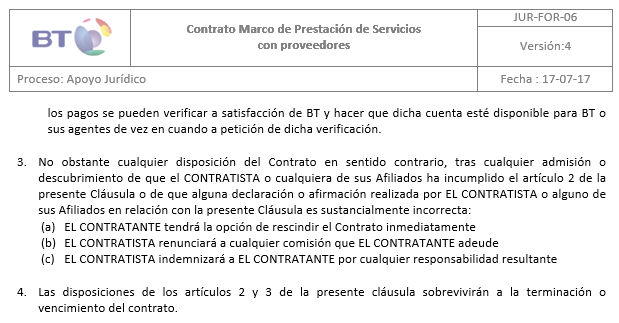 BT
Contrato Marco de Prestación de Servicios
con proveedores
JUR-FOR-06
Versión:4
Proceso: Apoyo Jurídico
Fecha : 17-07-17
los pagos se pueden verificar a satisfacción de BT y hacer que dicha cuenta esté disponible para BT o
sus agentes de vez en cuando a petición de dicha verificación.
3. No obstante cualquier disposición del Contrato en sentido contrario, tras cualquier admisión o
descubrimiento de que el CONTRATISTA o cualquiera de sus Afiliados ha incumplido el artículo 2 de la
presente Cláusula o de que alguna declaración o afirmación realizada por EL CONTRATISTA o alguno de
sus Afiliados en relación con la presente Cláusula es sustancialmente incorrecta:
(a) EL CONTRATANTE tendrá la opción de rescindir el Contrato inmediatamente
(b) EL CONTRATISTA renunciará a cualquier comisión que EL CONTRATANTE adeude
(c) EL CONTRATISTA indemnizará a EL CONTRATANTE por cualquier responsabilidad resultante
4. Las disposiciones de los artículos 2 y 3 de la presente cláusula sobrevivirán a la terminación o
vencimiento del contrato.